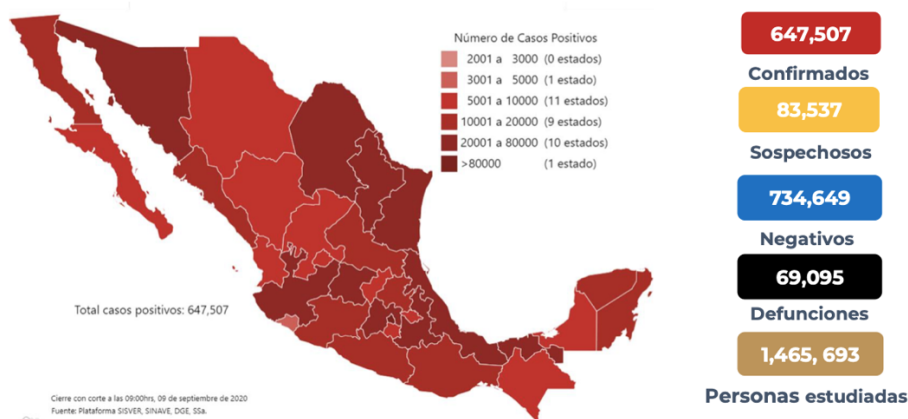 Número de Casos Positivos
2001 a 3000 (0 estados)
3001 a 5000 (1 estado)
5001 a 10000 (11 estados)
10001 a 20000 (9 estados)
20001 a 80000 (10 estados)
>80000 (1 estado)
Total casos positivos: 647,507
Cierre con corte a las 09:00hrs, 09 de septiembre de 2020
Fuente: Plataforma SISVER, SINAVE, DGE, SSa.
647,507
Confirmados
83,537
Sospechosos
734,649
Negativos
69,095
Defunciones
1,465, 693
Personas estudiadas